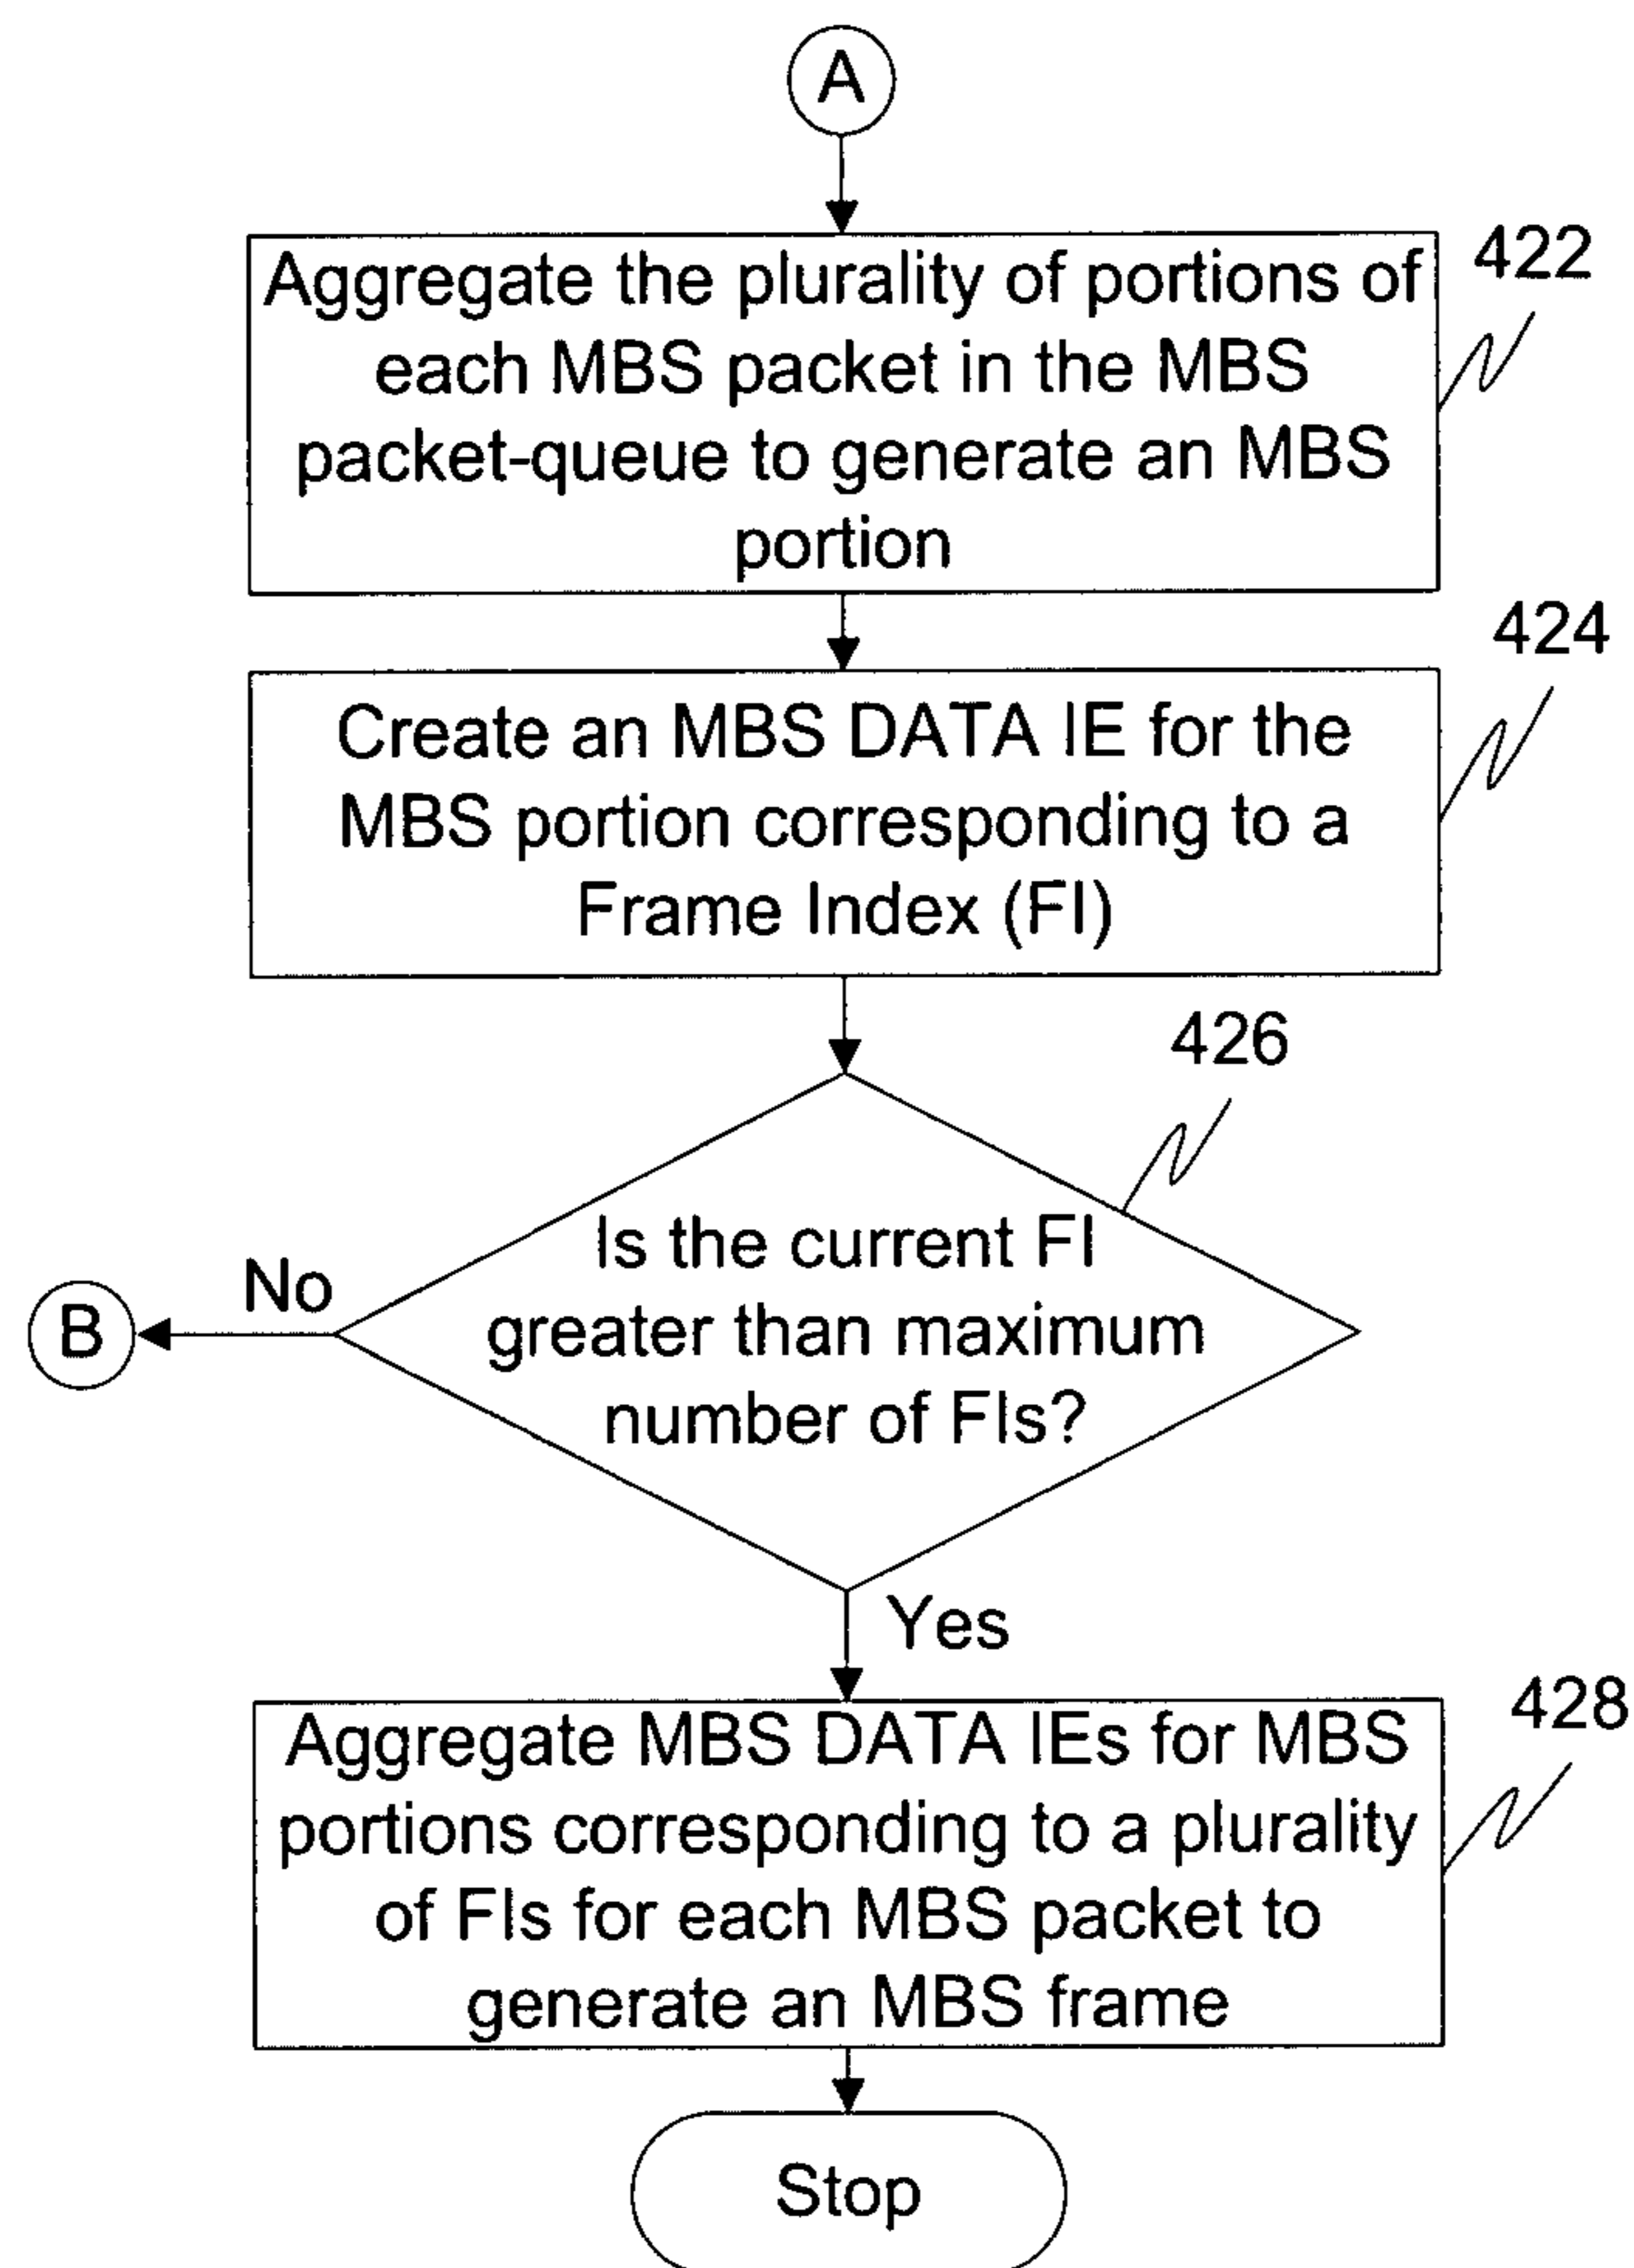 A
422
Aggregate the plurality of portions of
each MBS packet in the MBS
packet-queue to generate an MBS
portion
424
Create an MBS DATA IE for the
MBS portion corresponding to a
Frame Index (FI)
426
Is the current FI
greater than maximum
number of FIs?
No
B
Yes
428
Aggregate MBS DATA IEs for MBS
portions corresponding to a plurality
of FIs for each MBS packet to
generate an MBS frame
Stop